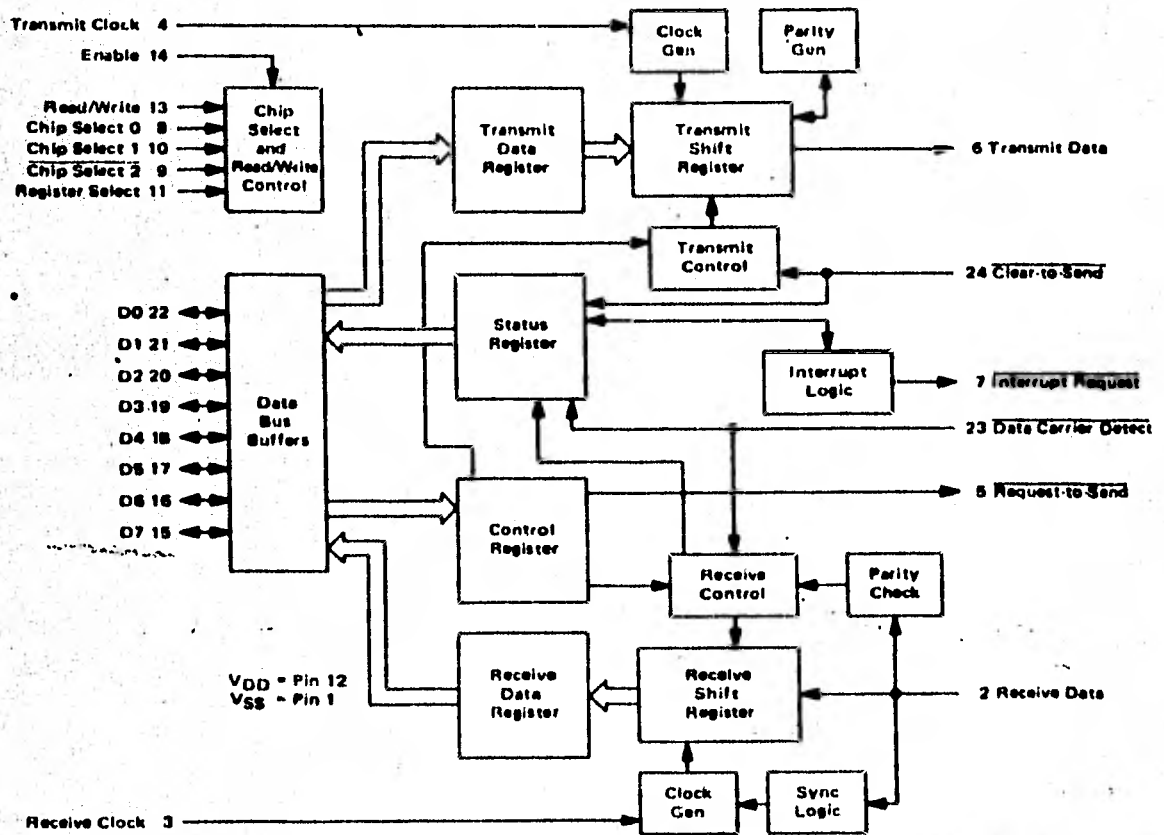 Transmit Clock 4
Enable 14
Read/Write 13
Chip Select 0 8
Chip Select 1 10
Chip Select 2 9
Register Select 11
Chip
Select
and
Read/Write
Control
Clock
Gen
Parity
Gen
Transmit
Data
Register
Transmit
Shift
Register
6 Transmit Data
Transmit
Control
24 Clear-to-Send
D0 22
D1 21
D2 20
D3 19
D4 18
D5 17
D6 16
D7 15
Data
Bus
Buffers
Status
Register
Interrupt
Logic
7 Interrupt Request
23 Data Carrier Detect
5 Request-to-Send
Control
Register
Receive
Control
Parity
Check
VDD = Pin 12
VSS = Pin 1
Receive
Data
Register
Receive
Shift
Register
2 Receive Data
Clock
Gen
Sync
Logic
Receive Clock 3